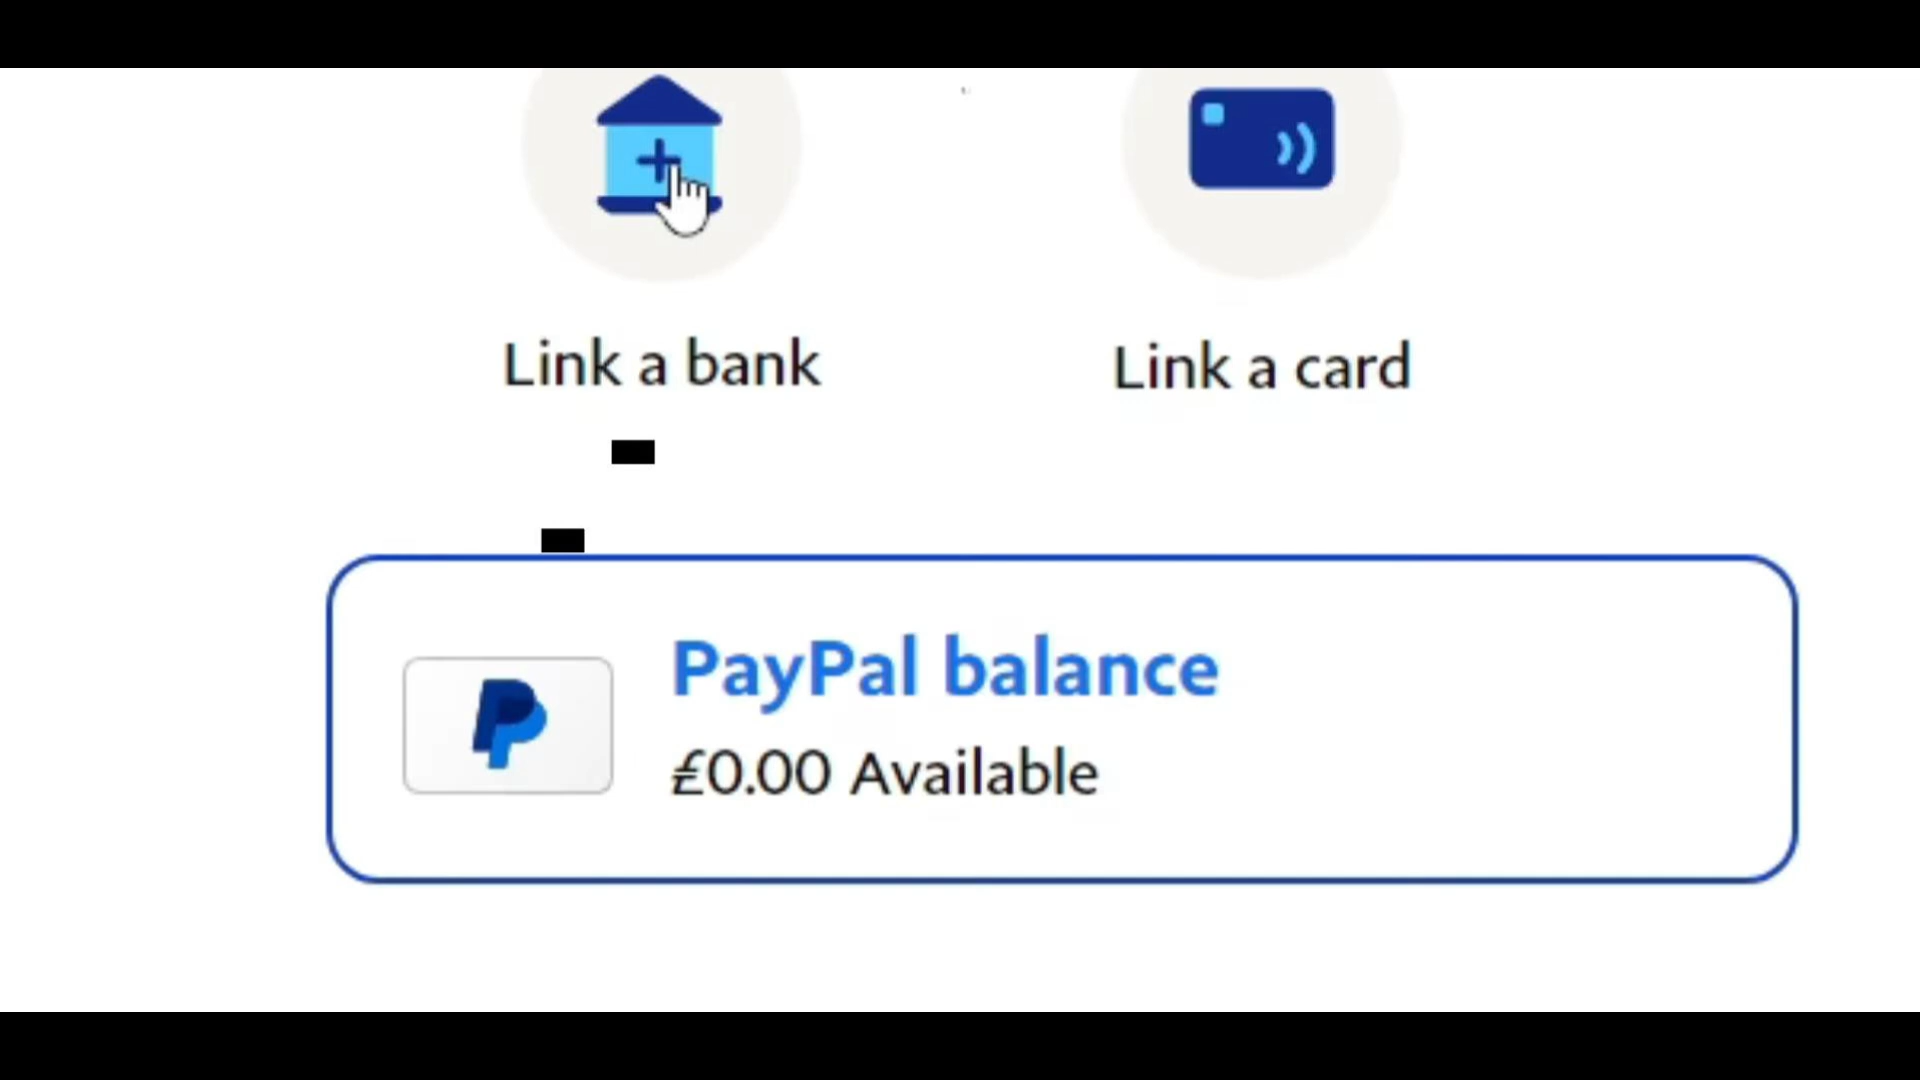 Link a bank
Link a card
PayPal balance
£0.00 Available